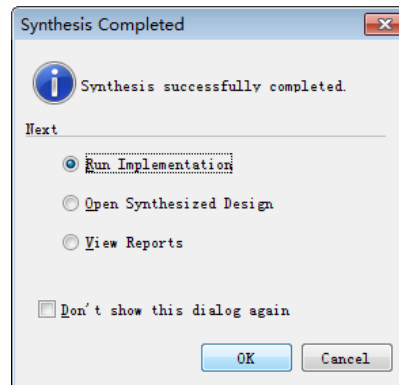 Synthesis Completed
Synthesis successfully completed.
Next
Run Implementation
Open Synthesized Design
View Reports
Don't show this dialog again
OK
Cancel